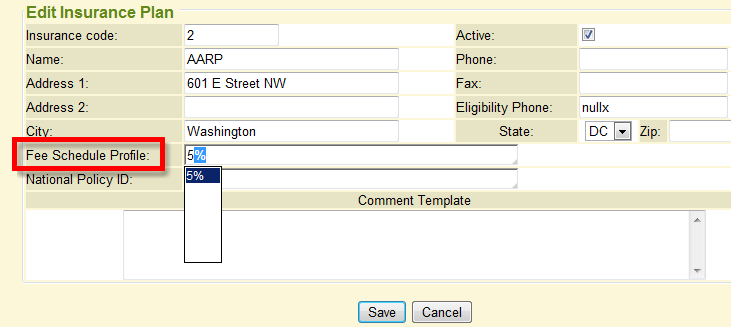 Edit Insurance Plan
Insurance code: 2 Active:
Name: AARP Phone:
Address 1: 601 E Street NW Fax:
Address 2: Eligibility Phone: nullx
City: Washington State: DC Zip:
Fee Schedule Profile: 5%
National Policy ID: 5%
Comment Template
Save Cancel